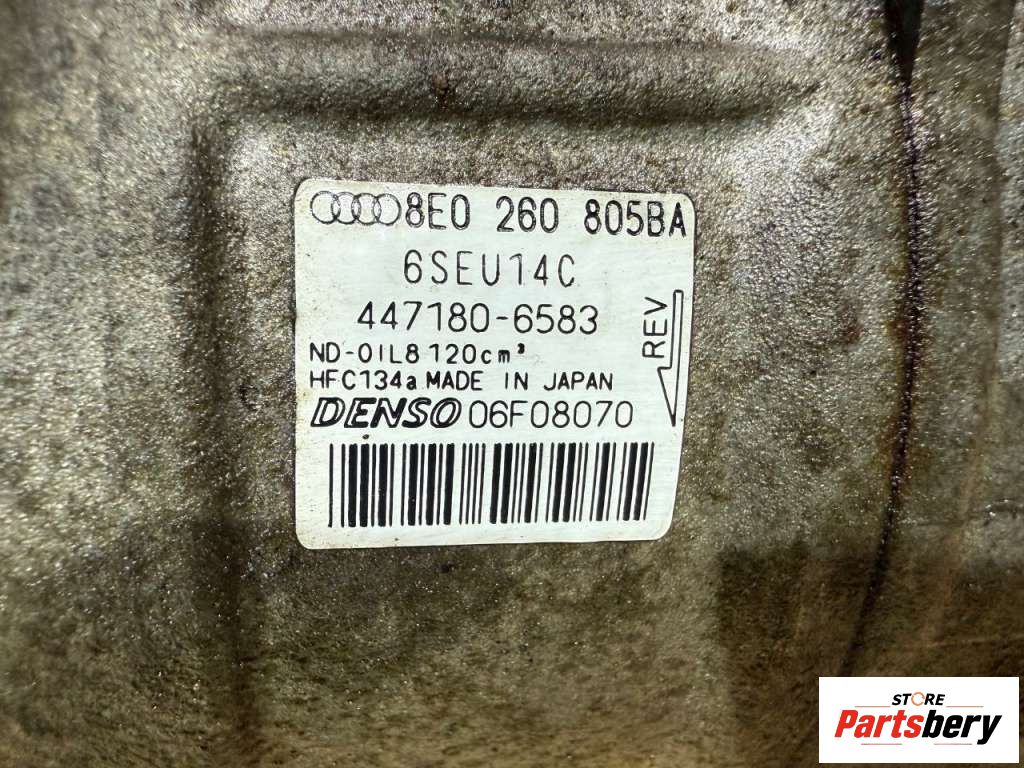 8E0 260 805BA
6SEU14C
447180-6583
REV
ND-OIL8 120cm³
HFC134a MADE IN JAPAN
DENSO 06F08070
STORE
Partsbery